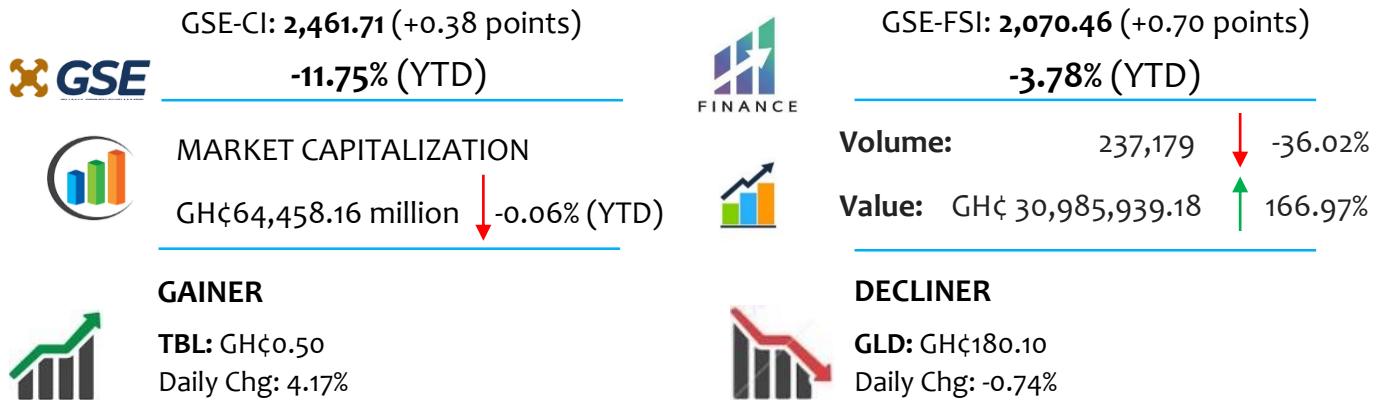 GSE-CI: 2,461.71 (+0.38 points)
GSE
-11.75% (YTD)
MARKET CAPITALIZATION
GH₵64,458.16 million -0.06% (YTD)
GAINER
TBL: GH₵0.50
Daily Chg: 4.17%
GSE-FSI: 2,070.46 (+0.70 points)
FINANCE
-3.78% (YTD)
Volume: 237,179 -36.02%
Value: GH₵ 30,985,939.18 166.97%
DECLINER
GLD: GH₵180.10
Daily Chg: -0.74%